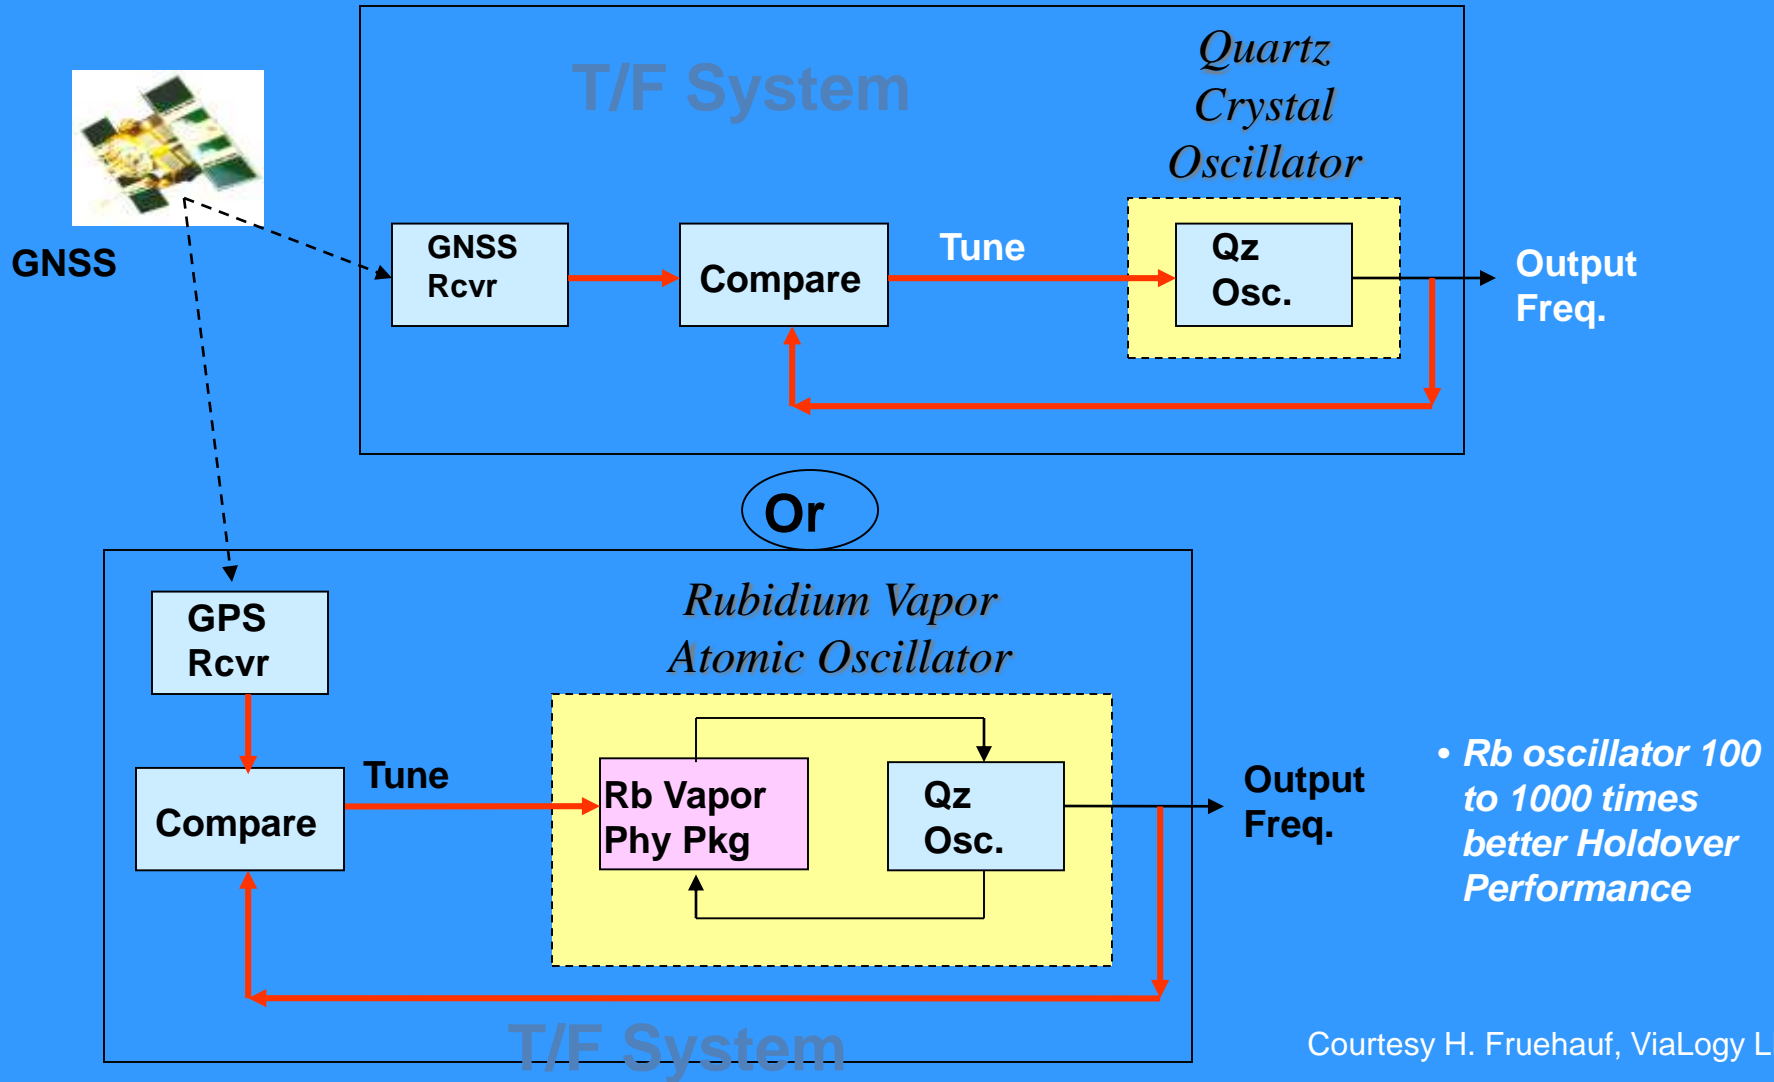 T/F System
Quartz
Crystal
Oscillator
GNSS
GNSS
Rcvr
Compare
Tune
Qz
Osc.
Output
Freq.
Or
GPS
Rcvr
Rubidium Vapor
Atomic Oscillator
Compare
Tune
Rb Vapor
Phy Pkg
Qz
Osc.
Output
Freq.
• Rb oscillator 100
to 1000 times
better Holdover
Performance
T/F System
Courtesy H. Fruehauf, ViaLogy L